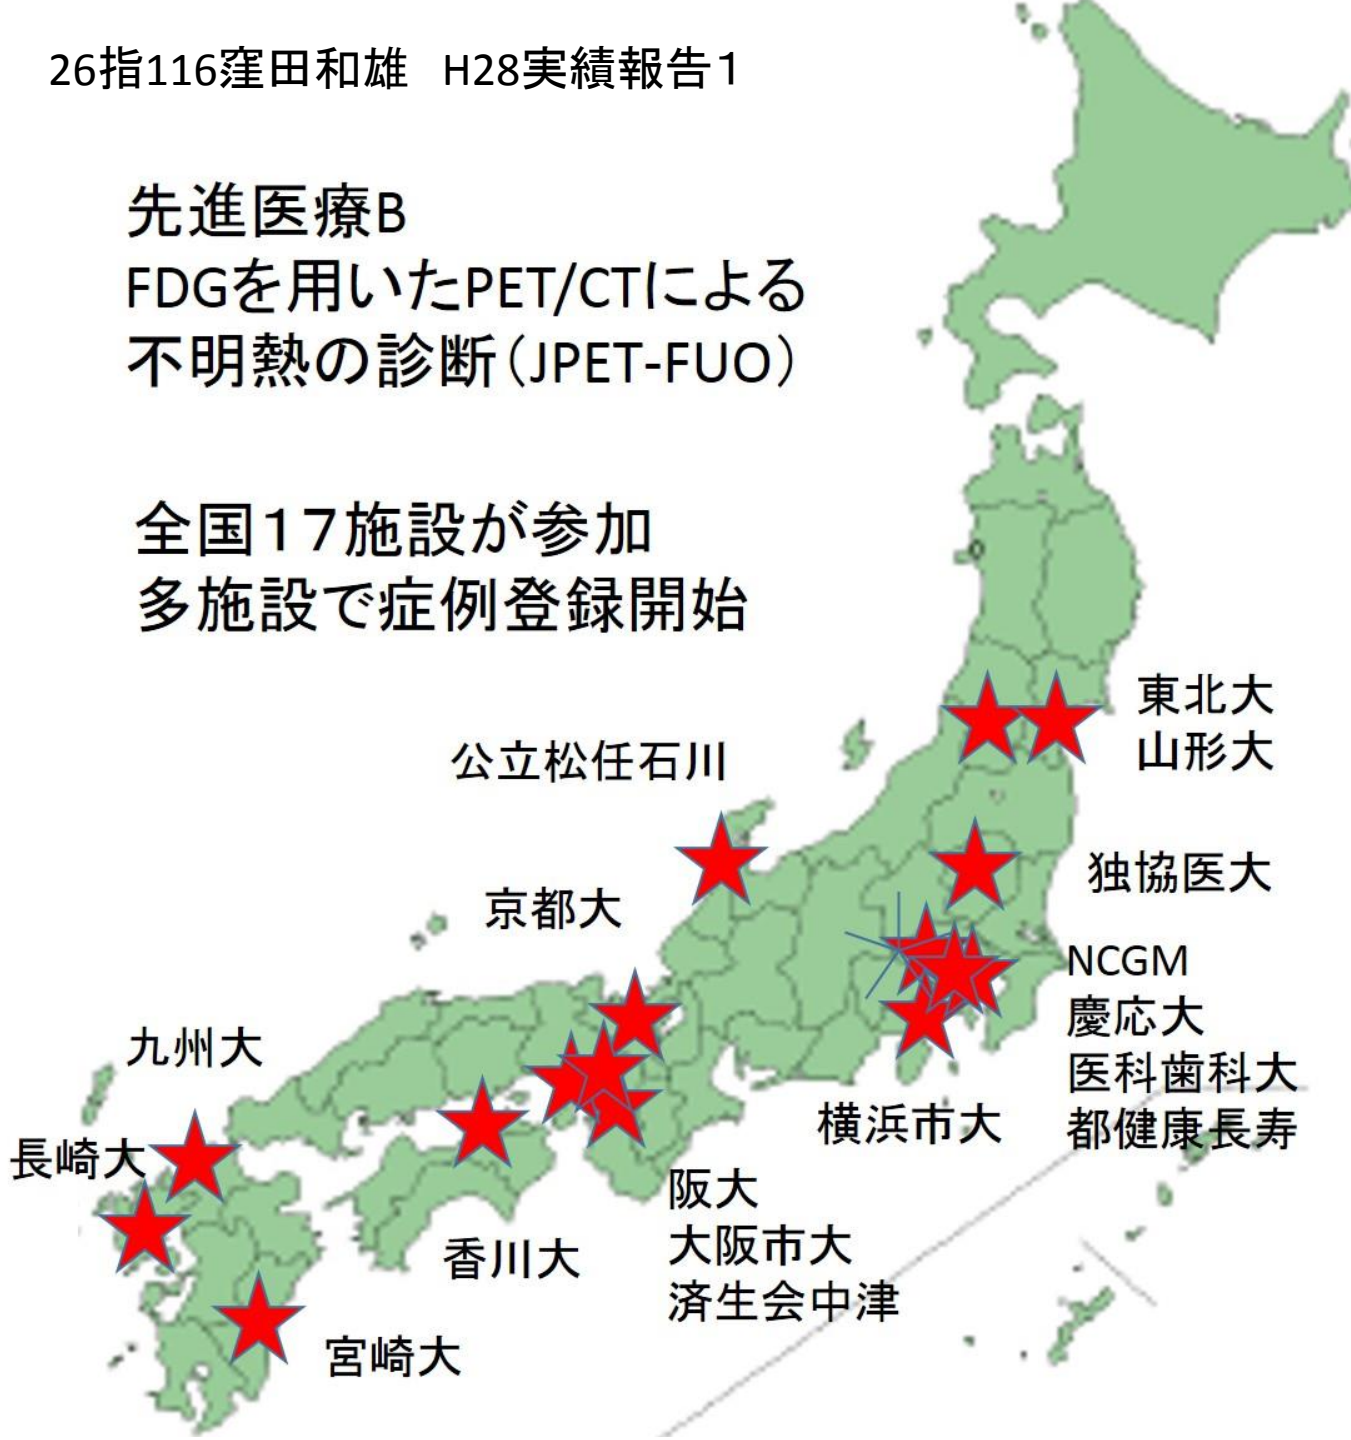 26指116窪田和雄　H28実績報告１
先進医療B
FDGを用いたPET/CTによる
不明熱の診断（JPET-FUO）
全国１７施設が参加
多施設で症例登録開始
東北大
山形大
公立松任石川
独協医大
京都大
NCGM
慶応大
医科歯科大
都健康長寿
九州大
横浜市大
長崎大
阪大
大阪市大
済生会中津
香川大
宮崎大